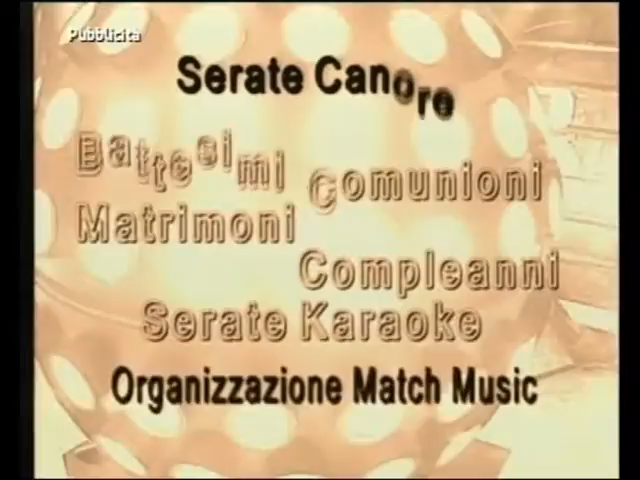 Pubblicità
Serate Canore
Battesimi Comunioni
Matrimoni
Compleanni
Serate Karaoke
Organizzazione Match Music